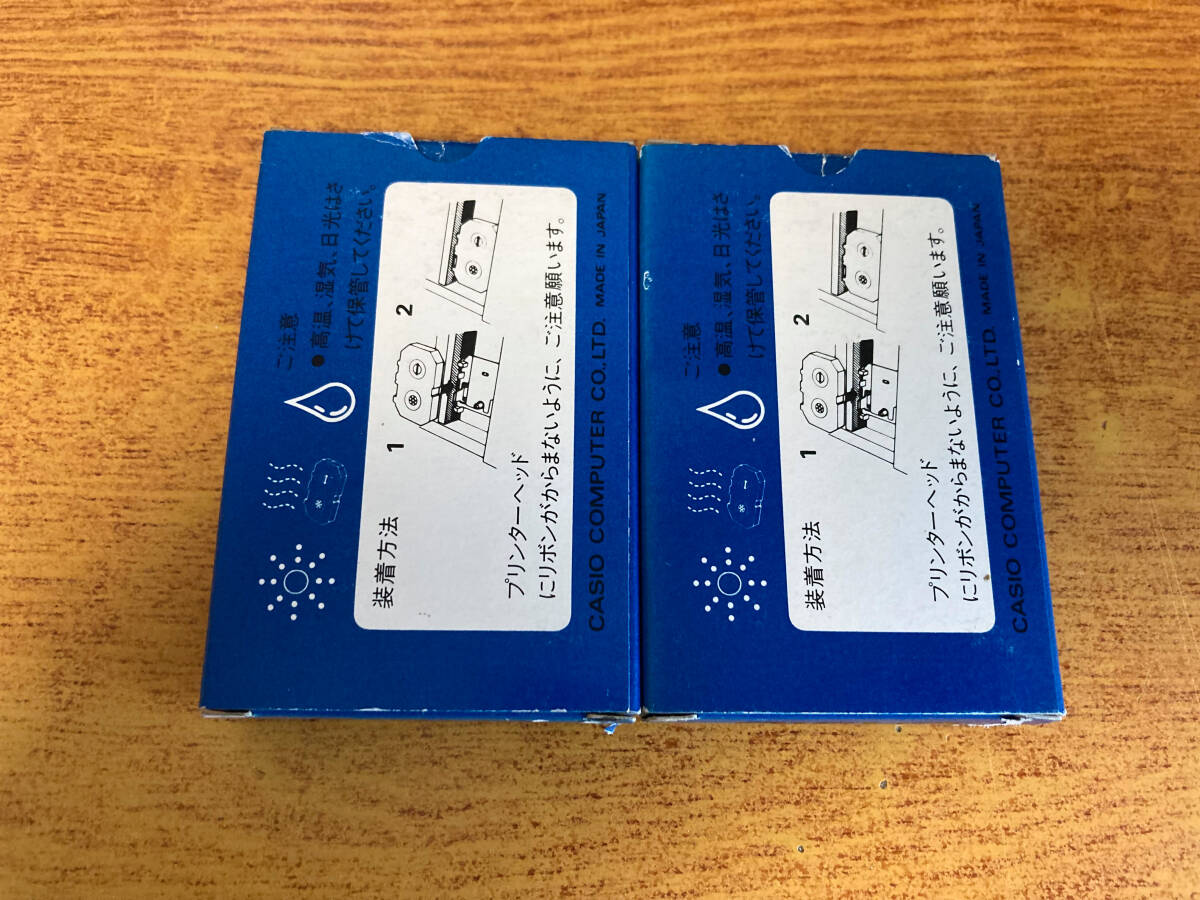 ご注意
●高温、湿気、日光はさ
けて保管してください。
装着方法
1
2
プリンターヘッド
にリボンがからまないように、ご注意願います。
CASIO COMPUTER CO., LTD. MADE IN JAPAN
ご注意
●高温、湿気、日光はさ
けて保管してください。
装着方法
1
2
プリンターヘッド
にリボンがからまないように、ご注意願います。
CASIO COMPUTER CO., LTD. MADE IN JAPAN